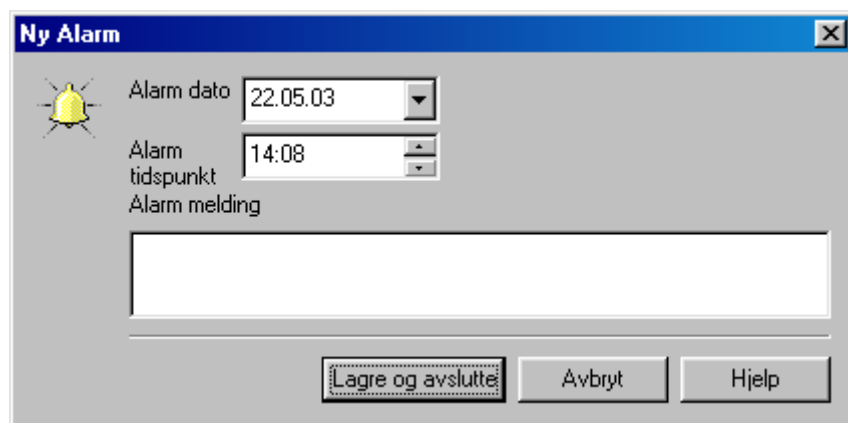 Ny Alarm
Alarm dato
22.05.03
Alarm
tidspunkt
14:08
Alarm melding
Lagre og avslutte
Avbryt
Hjelp